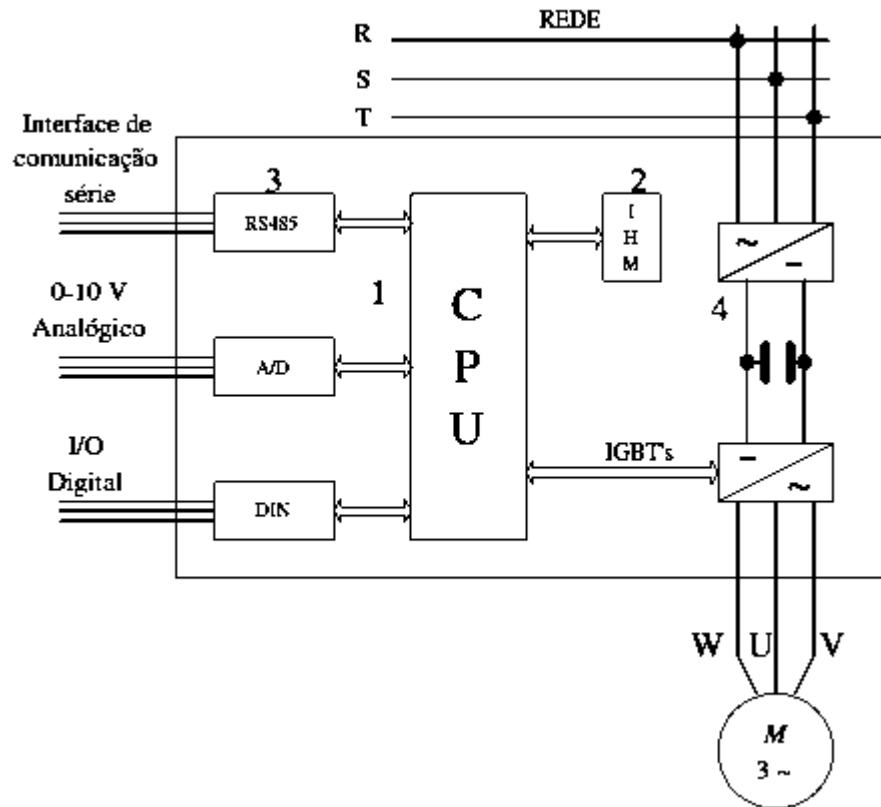 REDE
R
S
T
Interface de
comunicação
série
3
RS485
2
I
H
M
1
C
P
U
0-10 V
Analógico
A/D
4
I/O
Digital
DIN
IGBT's
~
–
–
~
W U V
M
3 ~